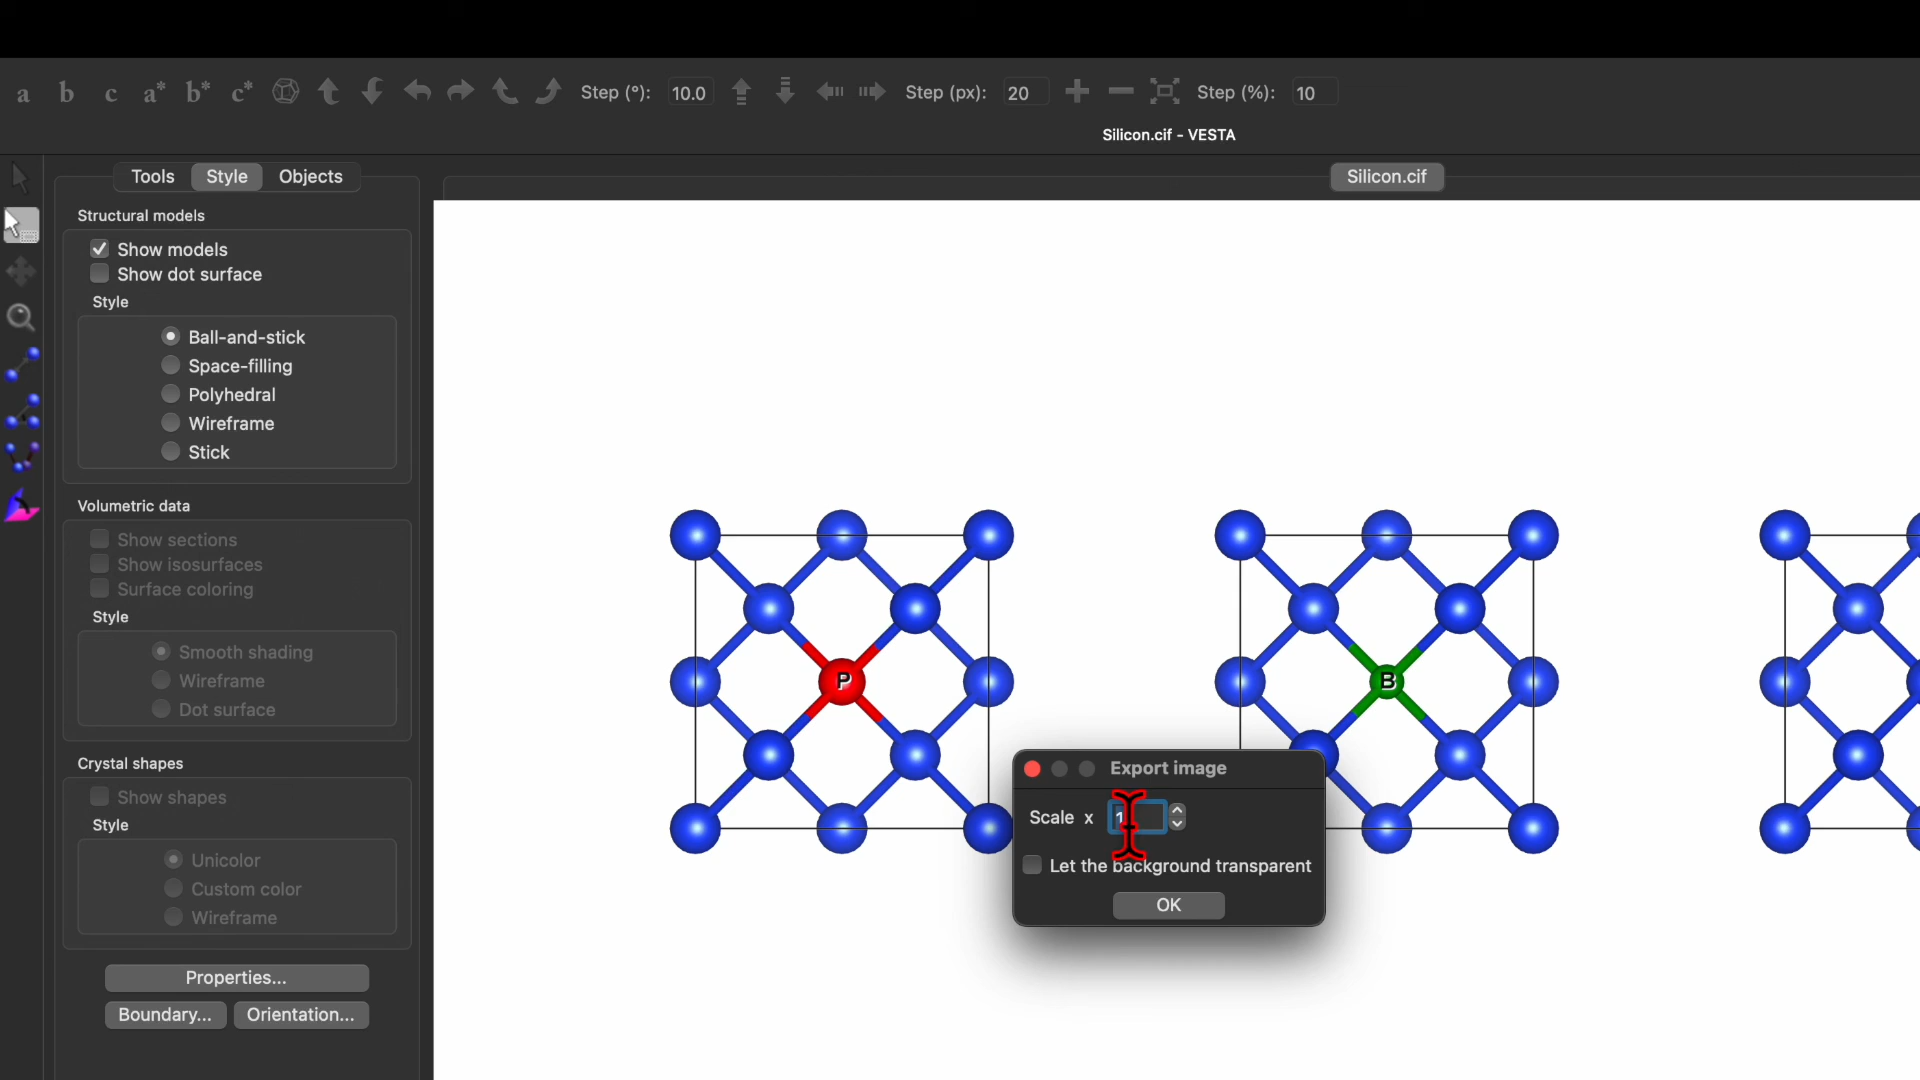 a b c a* b* c* Step (°): 10.0 Step (px): 20 Step (%): 10
Silicon.cif - VESTA
Tools Style Objects
Silicon.cif
Structural models
Show models
Show dot surface
Style
Ball-and-stick
Space-filling
Polyhedral
Wireframe
Stick
Volumetric data
Show sections
Show isosurfaces
Surface coloring
Style
Smooth shading
Wireframe
Dot surface
Crystal shapes
Show shapes
Style
Unicolor
Custom color
Wireframe
Properties...
Boundary... Orientation...
P
B
Export image
Scale x 1
Let the background transparent
OK